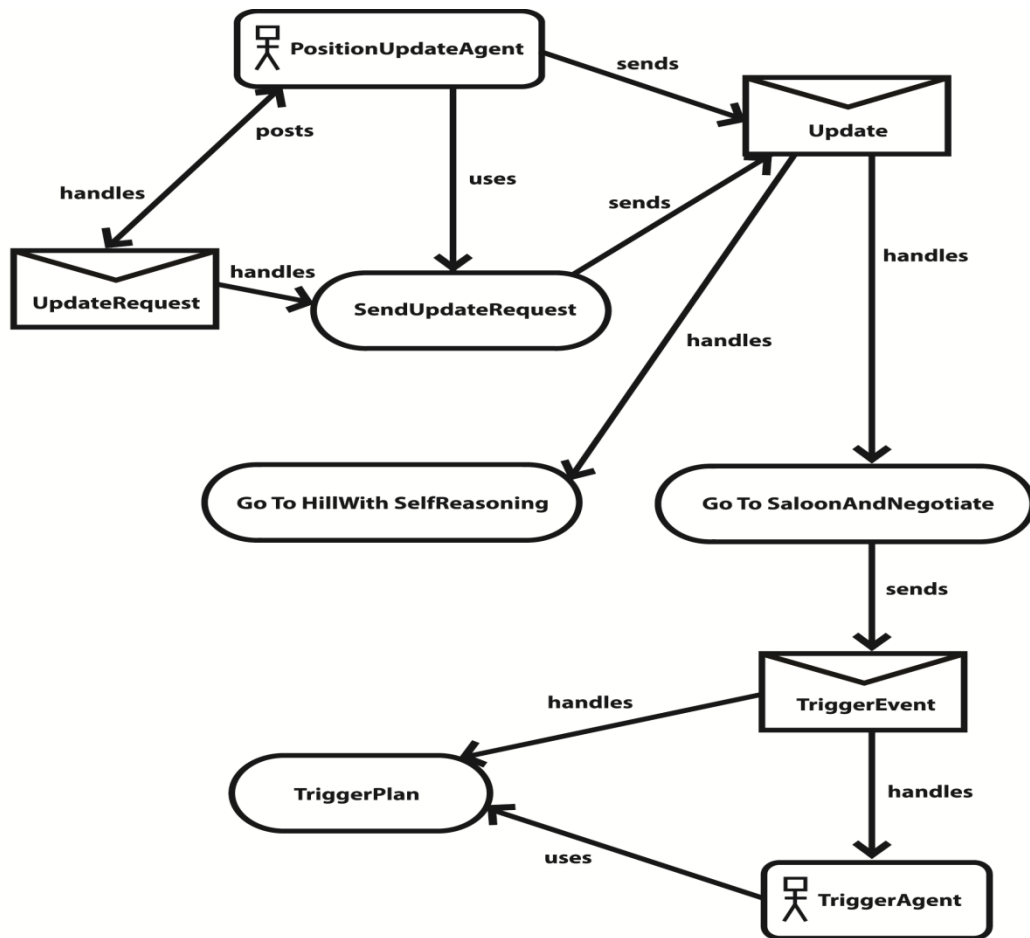 PositionUpdateAgent
sends
Update
posts
handles
uses
sends
handles
UpdateRequest
handles
SendUpdateRequest
handles
Go To HillWith SelfReasoning
Go To SaloonAndNegotiate
sends
TriggerEvent
handles
TriggerPlan
handles
uses
TriggerAgent